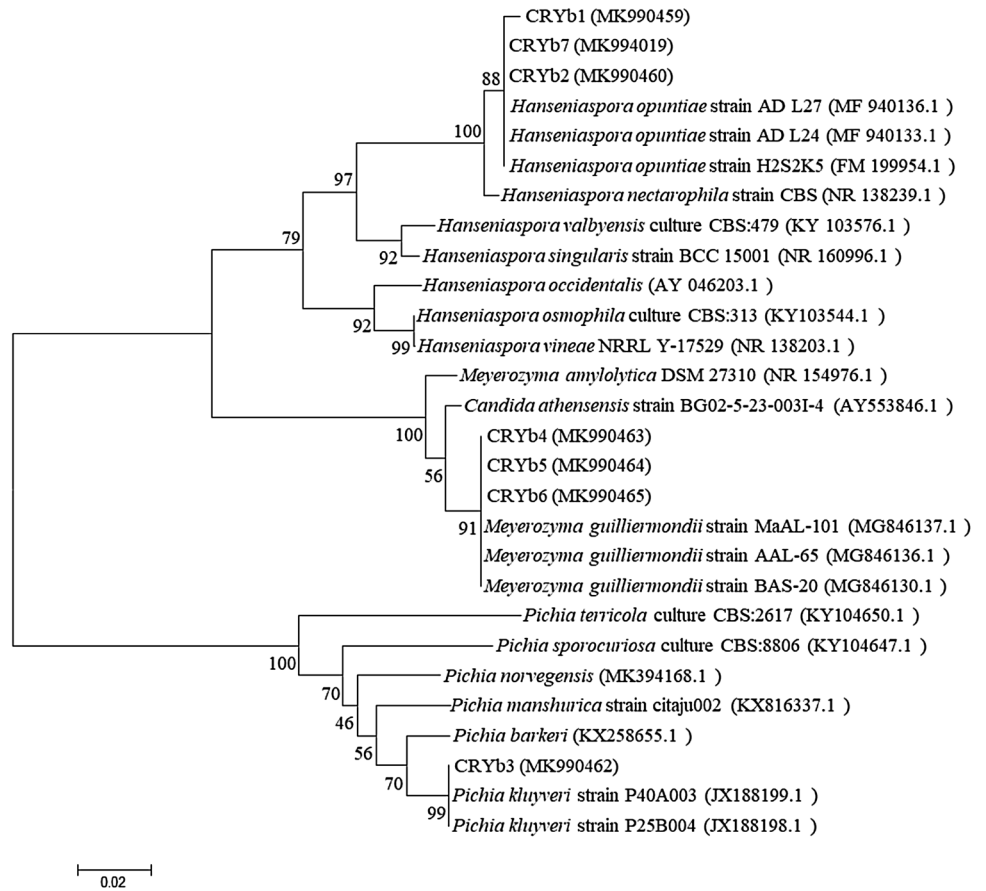 CRYb1 (MK990459)
CRYb7 (MK994019)
88 CRYb2 (MK990460)
Hanseniaspora opuntiae strain AD L27 (MF 940136.1 )
100 Hanseniaspora opuntiae strain AD L24 (MF 940133.1 )
Hanseniaspora opuntiae strain H2S2K5 (FM 199954.1 )
97 Hanseniaspora nectarophila strain CBS (NR 138239.1 )
Hanseniaspora valbyensis culture CBS:479 (KY 103576.1 )
79
92 Hanseniaspora singularis strain BCC 15001 (NR 160996.1 )
Hanseniaspora occidentalis (AY 046203.1 )
92 Hanseniaspora osmophila culture CBS:313 (KY103544.1 )
99 Hanseniaspora vineae NRRL Y-17529 (NR 138203.1 )
Meyerozyma amylolytica DSM 27310 (NR 154976.1 )
Candida athensensis strain BG02-5-23-003I-4 (AY553846.1 )
100 CRYb4 (MK990463)
56 CRYb5 (MK990464)
CRYb6 (MK990465)
91 Meyerozyma guilliermondii strain MaAL-101 (MG846137.1 )
Meyerozyma guilliermondii strain AAL-65 (MG846136.1 )
Meyerozyma guilliermondii strain BAS-20 (MG846130.1 )
Pichia terricola culture CBS:2617 (KY104650.1 )
Pichia sporocuriosa culture CBS:8806 (KY104647.1 )
100
Pichia norvegensis (MK394168.1 )
70
Pichia manshurica strain citaju002 (KX816337.1 )
46
Pichia barkeri (KX258655.1 )
56
CRYb3 (MK990462)
70
Pichia kluyveri strain P40A003 (JX188199.1 )
99
Pichia kluyveri strain P25B004 (JX188198.1 )
0.02